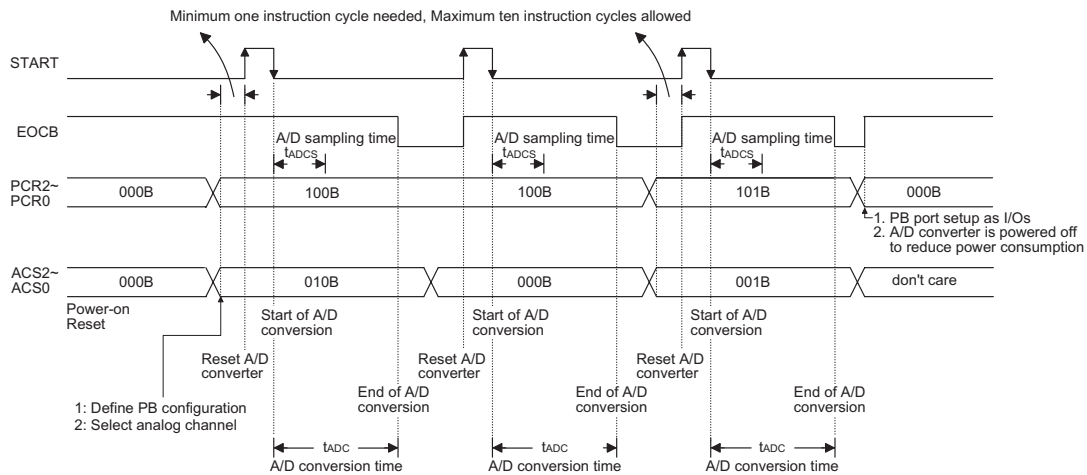 Minimum one instruction cycle needed, Maximum ten instruction cycles allowed
START
EOCB
A/D sampling time
tADCS
A/D sampling time
tADCS
A/D sampling time
tADCS
PCR2~
PCR0
000B
100B
100B
101B
000B
1. PB port setup as I/Os
2. A/D converter is powered off
to reduce power consumption
ACS2~
ACS0
000B
010B
000B
001B
don't care
Power-on
Reset
Start of A/D
conversion
Start of A/D
conversion
Start of A/D
conversion
Reset A/D
converter
Reset A/D
converter
Reset A/D
converter
1: Define PB configuration
2: Select analog channel
End of A/D
conversion
End of A/D
conversion
End of A/D
conversion
tADC
A/D conversion time
tADC
A/D conversion time
tADC
A/D conversion time